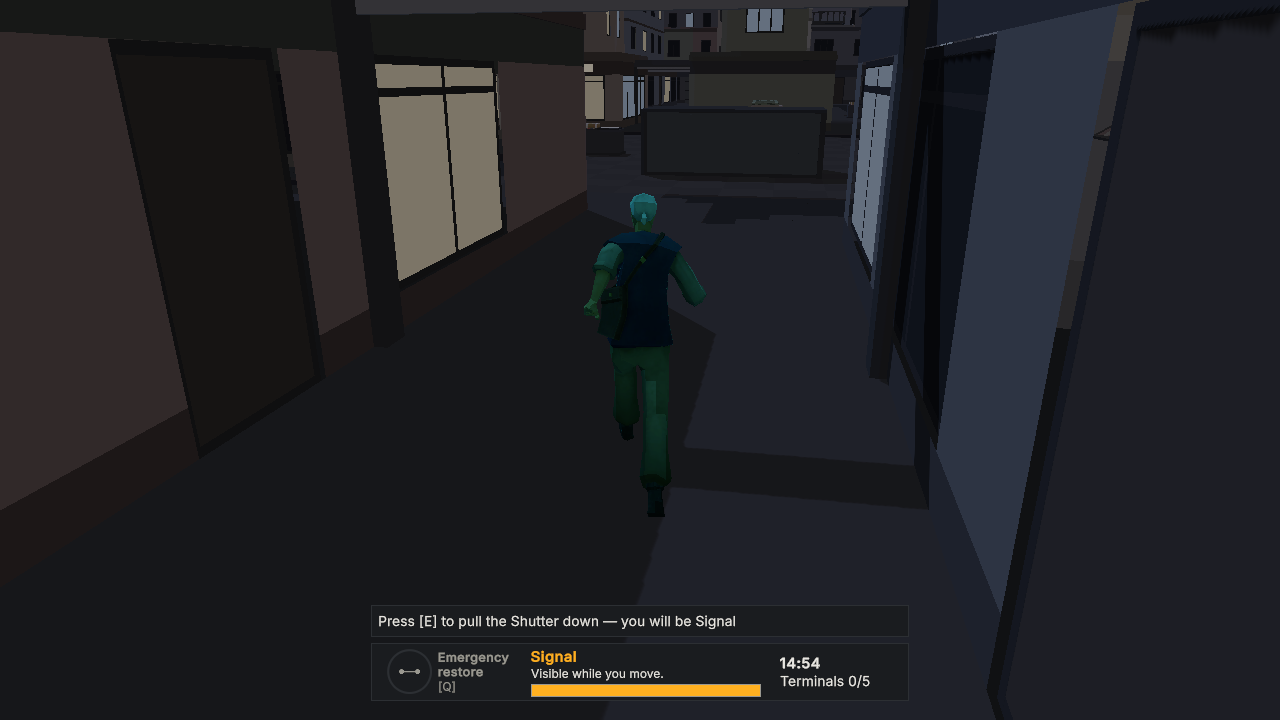 Press [E] to pull the Shutter down — you will be Signal
Emergency
restore
[Q]
Signal
Visible while you move.
14:54
Terminals 0/5